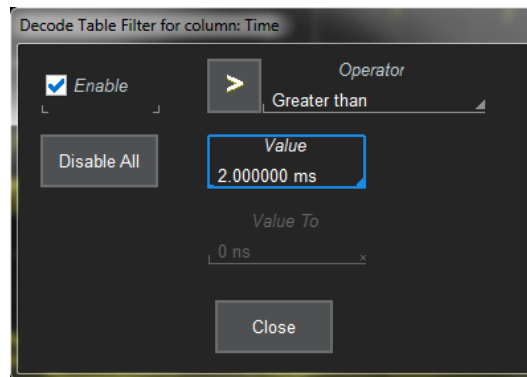 Decode Table Filter for column: Time
Enable
>
Operator
Greater than
Disable All
Value
2.000000 ms
Value To
0 ns
×
Close